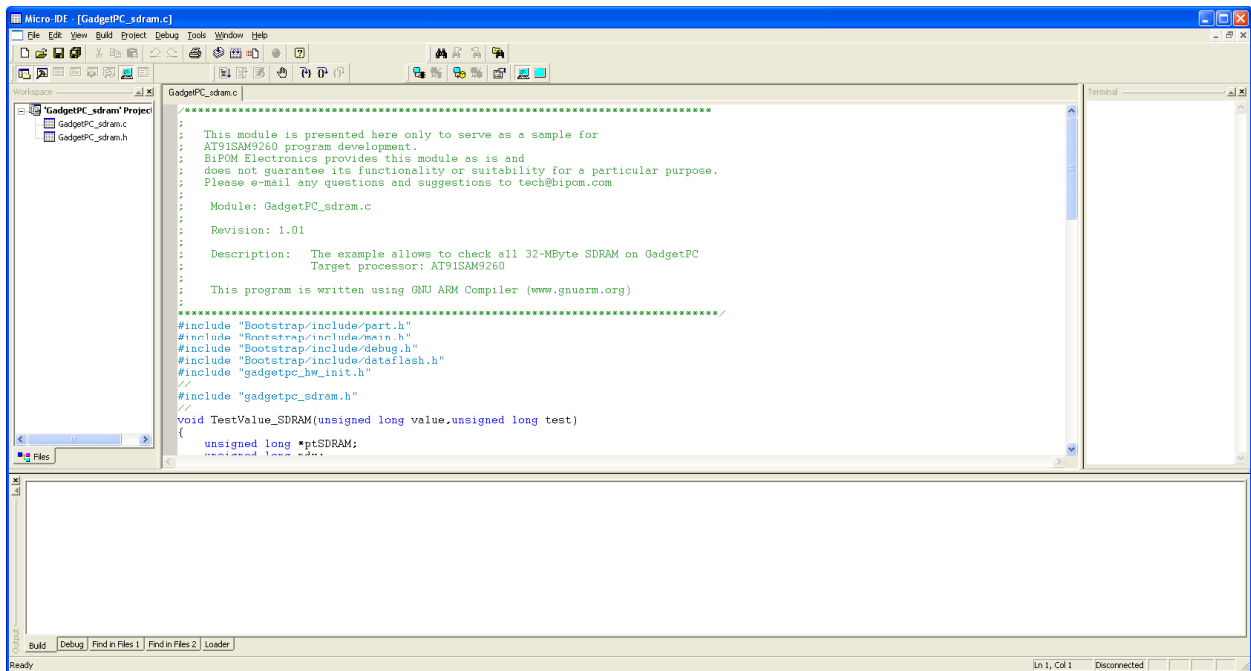 Micro-IDE - [GadgetPC_sdram.c]
File Edit View Build Project Debug Tools Window Help
Workspace
'GadgetPC_sdram' Projec
GadgetPC_sdram.c
GadgetPC_sdram.h
Files
GadgetPC_sdram.c
/*******************************************************************************
;
; This module is presented here only to serve as a sample for
; AT91SAM9260 program development.
; BiPOM Electronics provides this module as is and
; does not guarantee its functionality or suitability for a particular purpose.
; Please e-mail any questions and suggestions to tech@bipom.com
;
; Module: GadgetPC_sdram.c
;
; Revision: 1.01
;
; Description: The example allows to check all 32-MByte SDRAM on GadgetPC
; Target processor: AT91SAM9260
;
; This program is written using GNU ARM Compiler (www.gnuarm.org)
;
*********************************************************************************/
#include "Bootstrap/include/part.h"
#include "Bootstrap/include/main.h"
#include "Bootstrap/include/debug.h"
#include "Bootstrap/include/dataflash.h"
#include "gadgetpc_hw_init.h"
//
#include "gadgetpc_sdram.h"
//
void TestValue_SDRAM(unsigned long value,unsigned long test)
{
unsigned long *ptSDRAM;
unsigned long ndx;
Terminal
Output
Build Debug Find in Files 1 Find in Files 2 Loader
Ready
Ln 1, Col 1 Disconnected